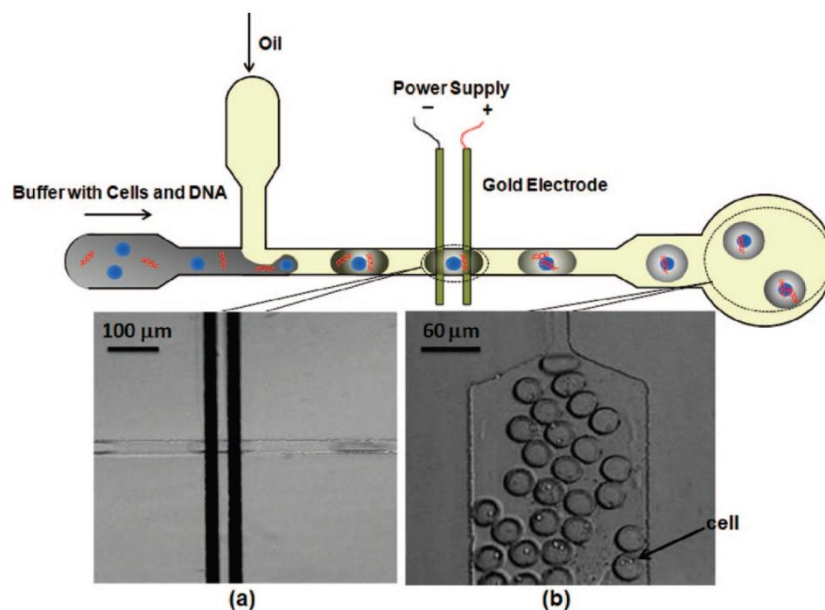 Oil
Power Supply
− +
Buffer with Cells and DNA
Gold Electrode
100 μm
60 μm
cell
(a)
(b)